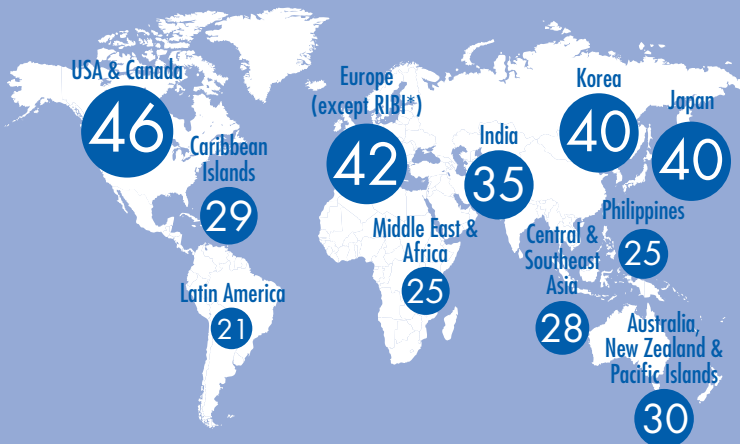 USA & Canada
46
Caribbean
Islands
29
Latin America
21
Europe
(except RIBI*)
42
Middle East &
Africa
25
India
35
Korea
40
Japan
40
Philippines
25
Central &
Southeast
Asia
28
Australia,
New Zealand &
Pacific Islands
30